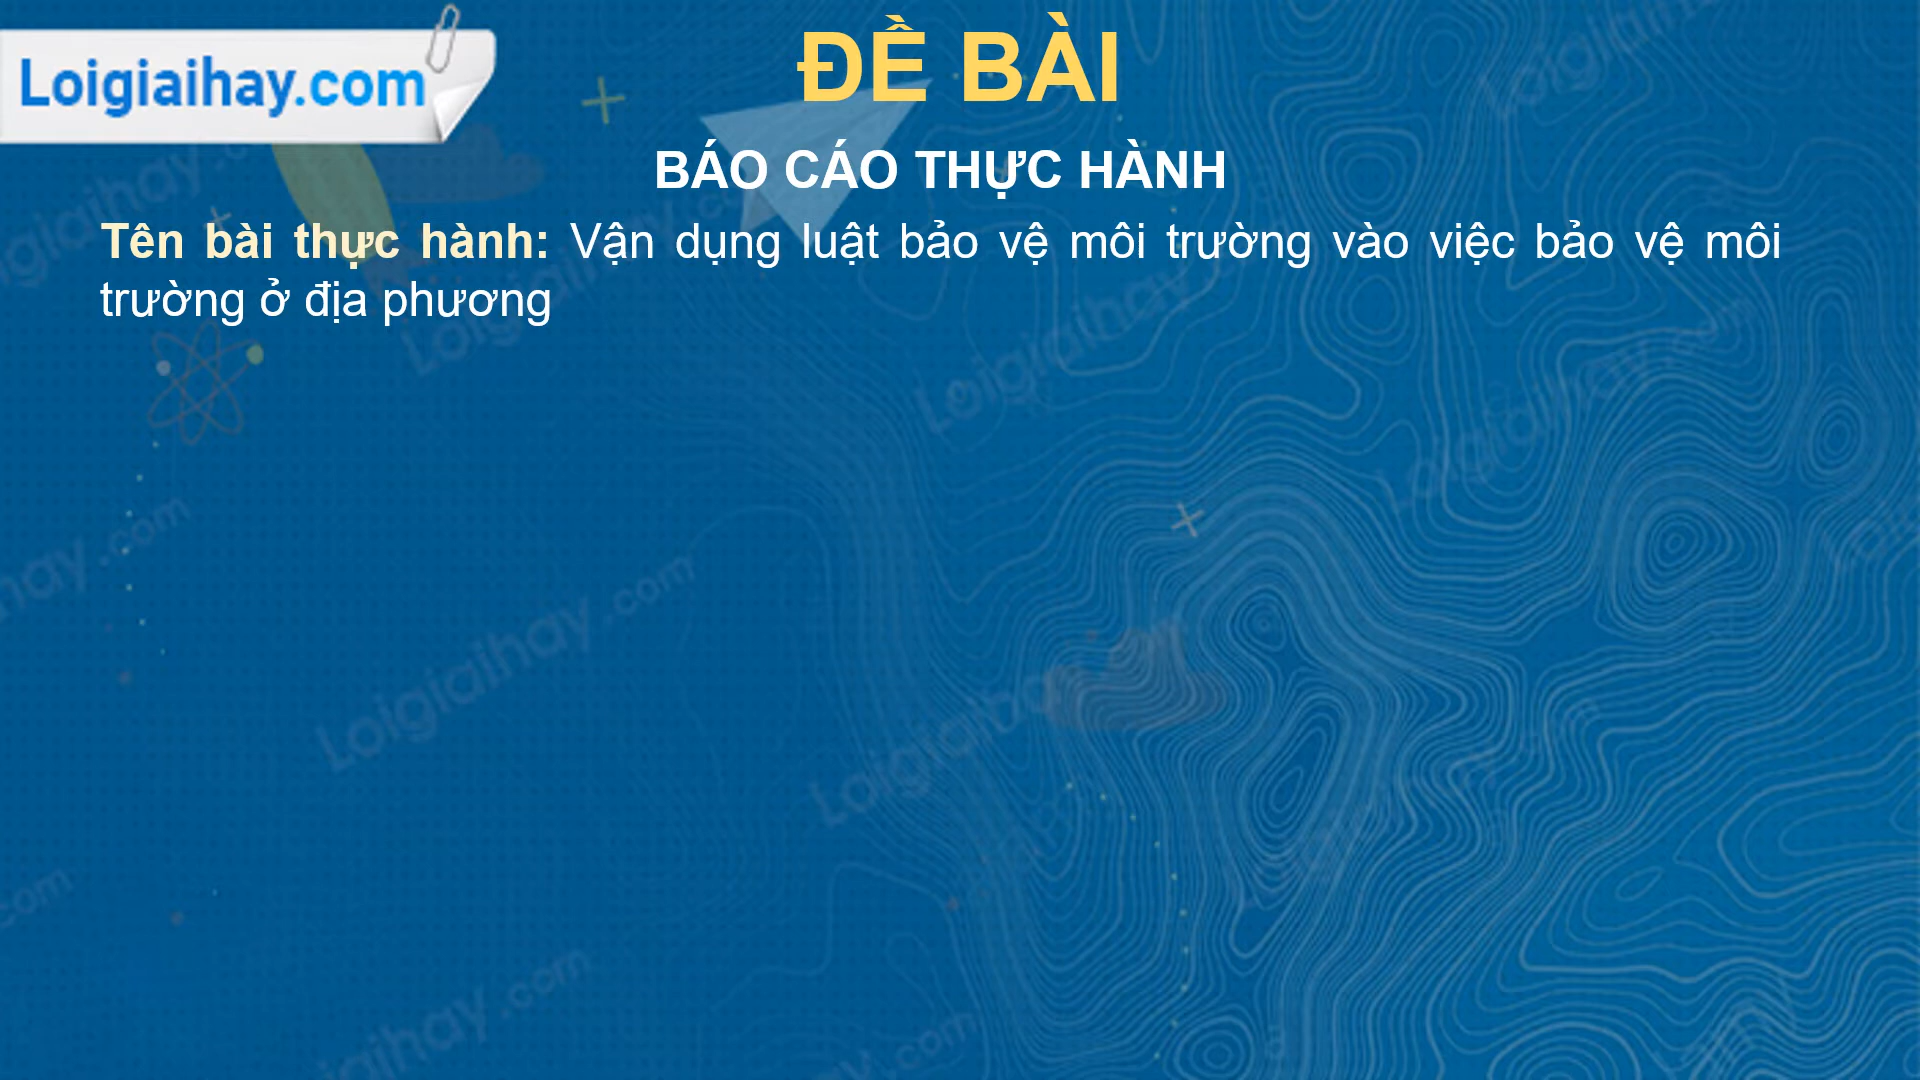 Loigiaihay.com
ĐỀ BÀI
BÁO CÁO THỰC HÀNH
Tên bài thực hành: Vận dụng luật bảo vệ môi trường vào việc bảo vệ môi
trường ở địa phương